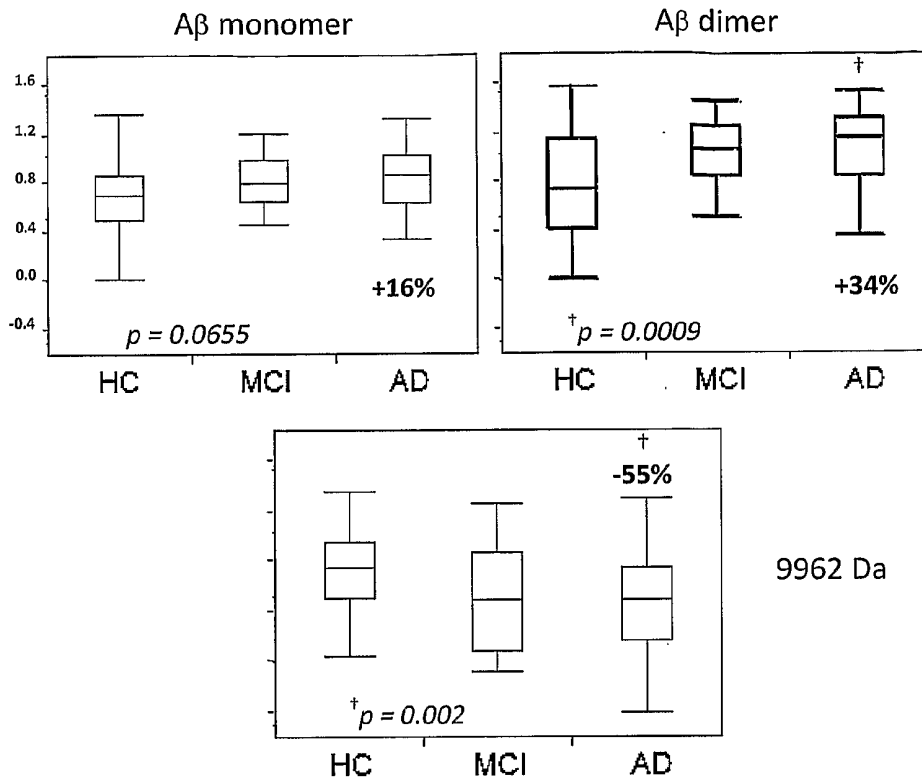 Aβ monomer
Aβ dimer
1.6
1.2
0.8
0.4
0.0
-0.4
+16%
p = 0.0655
HC MCI AD
†
+34%
†p = 0.0009
HC MCI AD
†
-55%
9962 Da
†p = 0.002
HC MCI AD